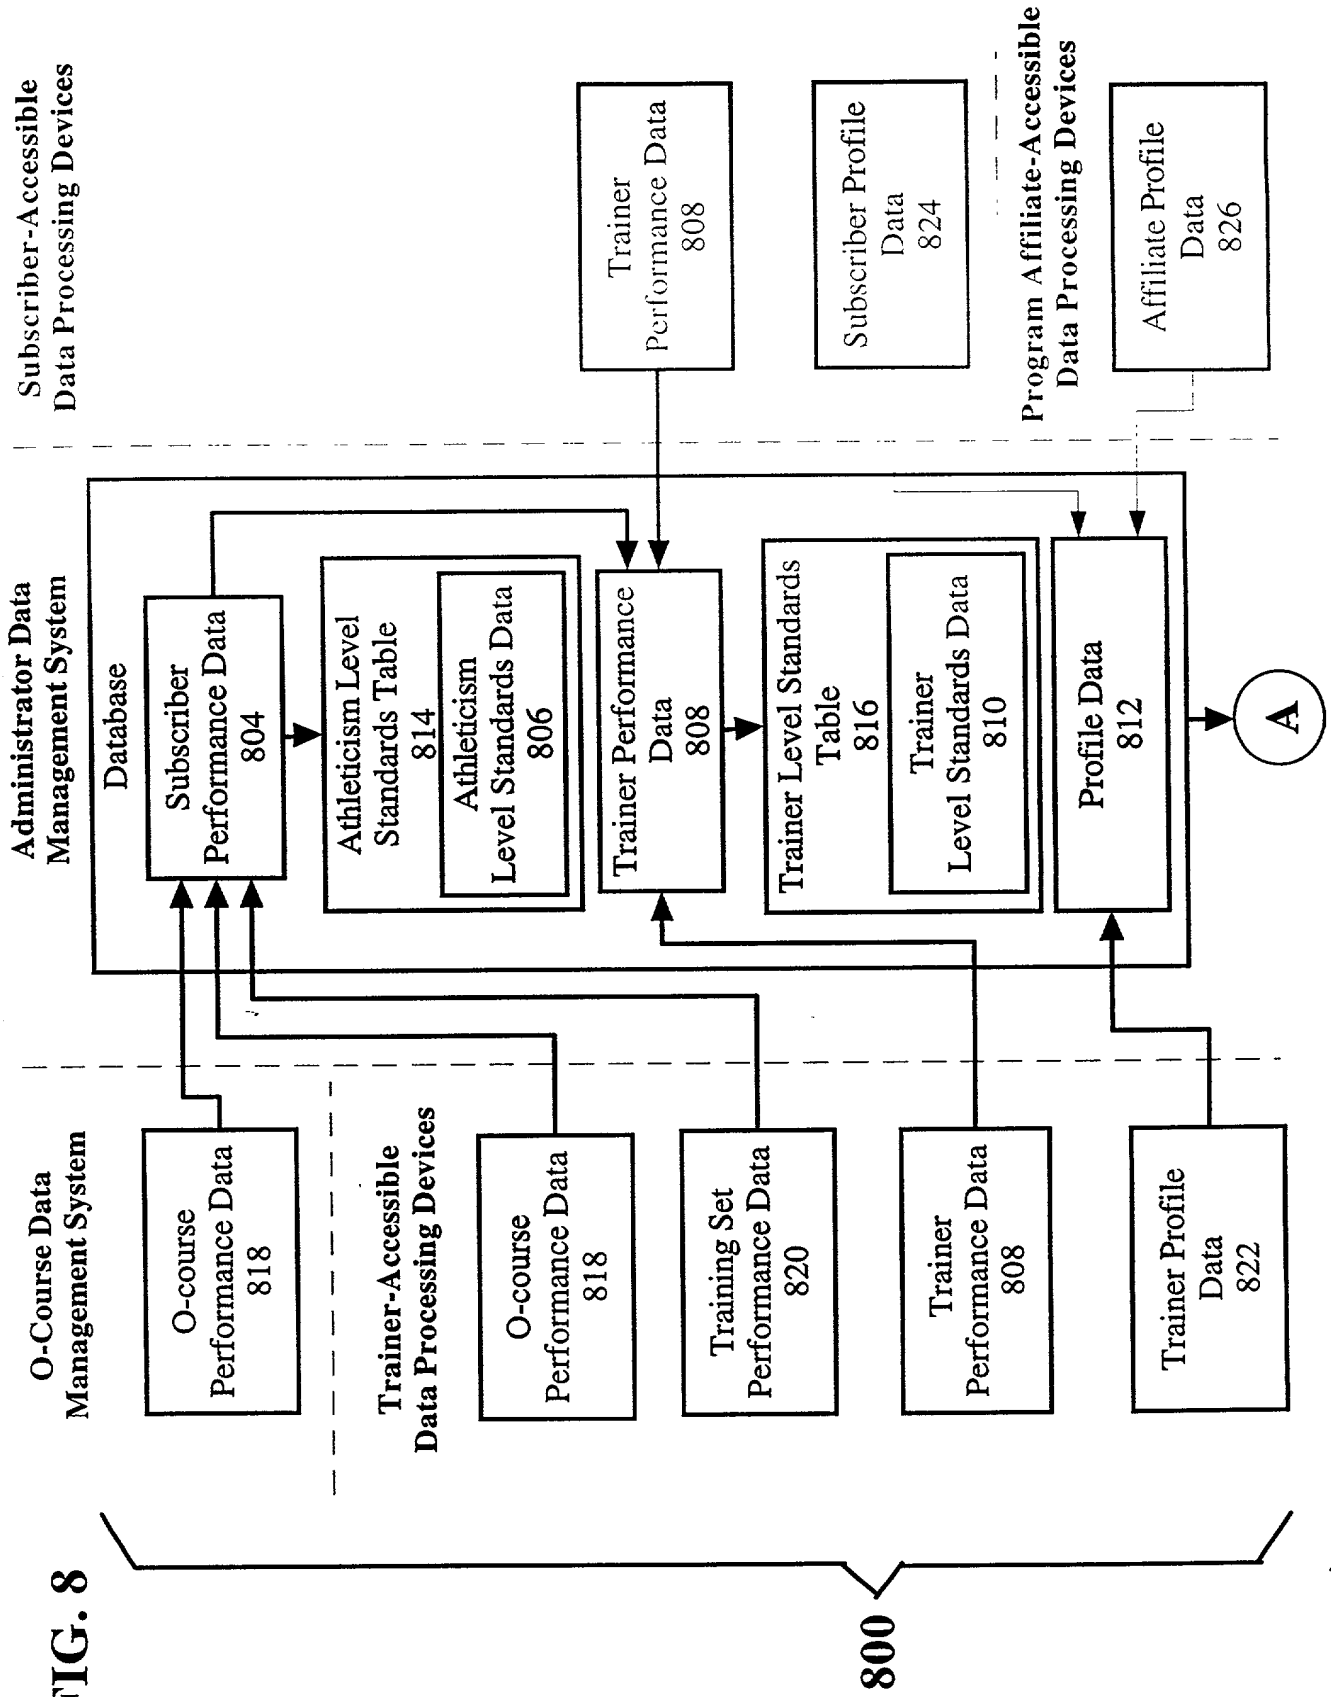 FIG. 8
800
O-Course Data
Management System
O-course
Performance Data
818
Trainer-Accessible
Data Processing Devices
O-course
Performance Data
818
Training Set
Performance Data
820
Trainer
Performance Data
808
Trainer Profile
Data
822
Administrator Data
Management System
Database
Subscriber
Performance Data
804
Athleticism Level
Standards Table
814
Athleticism
Level Standards Data
806
Trainer Performance
Data
808
Trainer Level Standards
Table
816
Trainer
Level Standards Data
810
Profile Data
812
A
Subscriber-Accessible
Data Processing Devices
Trainer
Performance Data
808
Subscriber Profile
Data
824
Program Affiliate-Accessible
Data Processing Devices
Affiliate Profile
Data
826